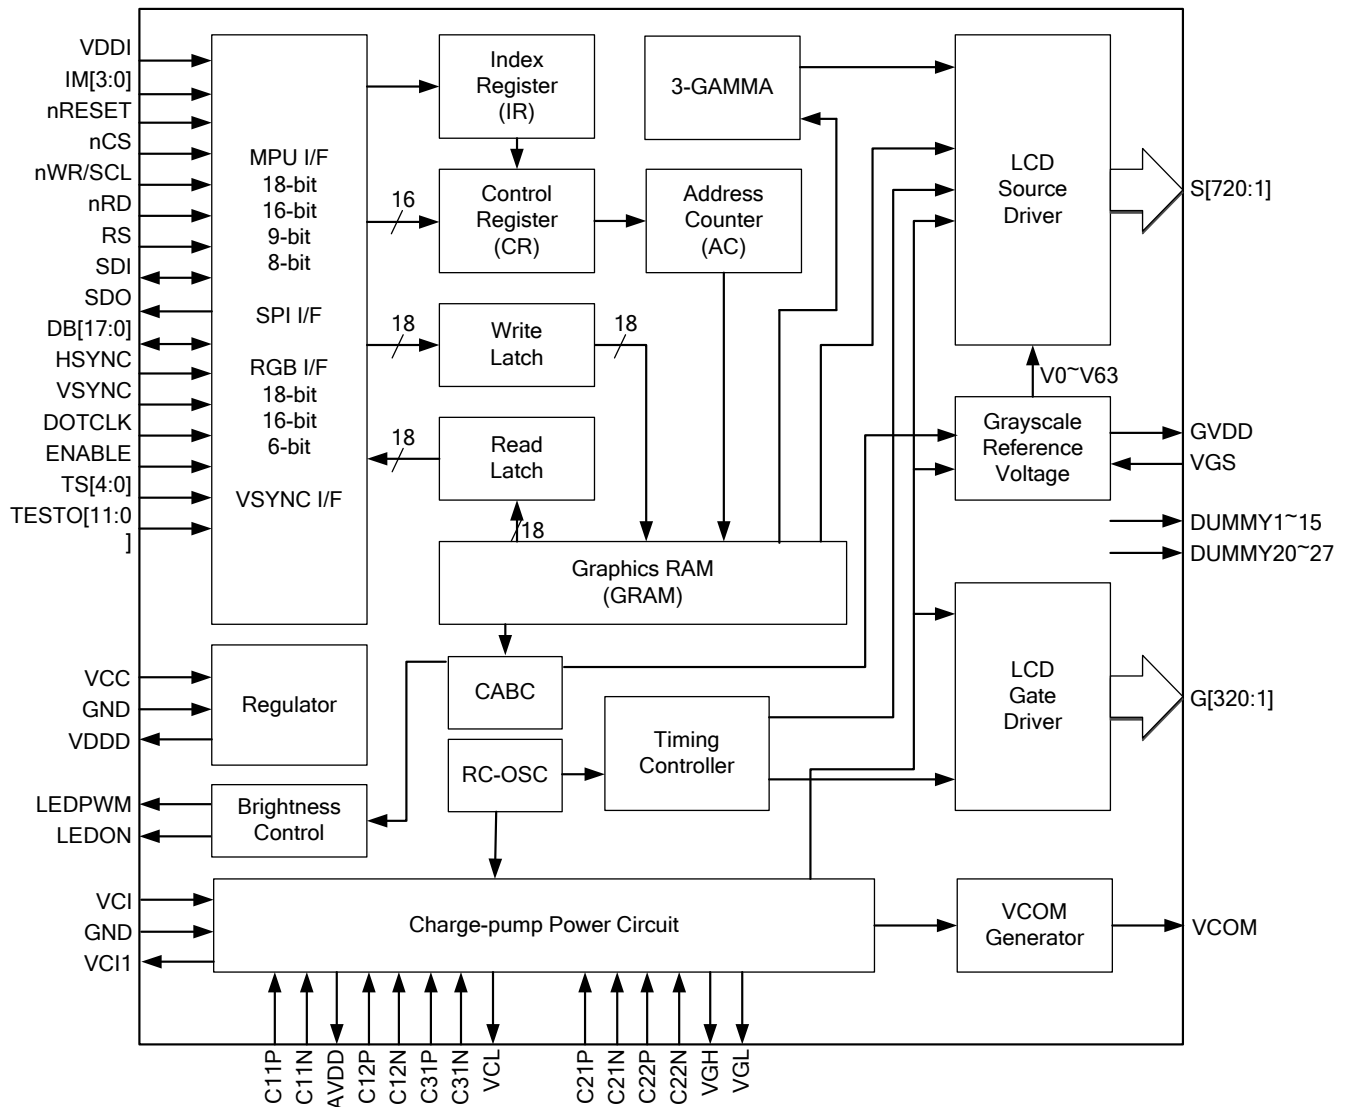 VDDI
IM[3:0]
nRESET
nCS
nWR/SCL
nRD
RS
SDI
SDO
DB[17:0]
HSYNC
VSYNC
DOTCLK
ENABLE
TS[4:0]
TESTO[11:0
]
MPU I/F
18-bit
16-bit
9-bit
8-bit
SPI I/F
RGB I/F
18-bit
16-bit
6-bit
VSYNC I/F
Index
Register
(IR)
3-GAMMA
LCD
Source
Driver
S[720:1]
16
Control
Register
(CR)
Address
Counter
(AC)
18
Write
Latch
18
V0~V63
18
Read
Latch
18
Grayscale
Reference
Voltage
GVDD
VGS
DUMMY1~15
DUMMY20~27
Graphics RAM
(GRAM)
VCC
GND
VDDD
Regulator
CABC
LCD
Gate
Driver
G[320:1]
RC-OSC
Timing
Controller
LEDPWM
LEDON
Brightness
Control
VCI
GND
VCI1
Charge-pump Power Circuit
VCOM
Generator
VCOM
C11P
C11N
AVDD
C12P
C12N
C31P
C31N
VCL
C21P
C21N
C22P
C22N
VGH
VGL